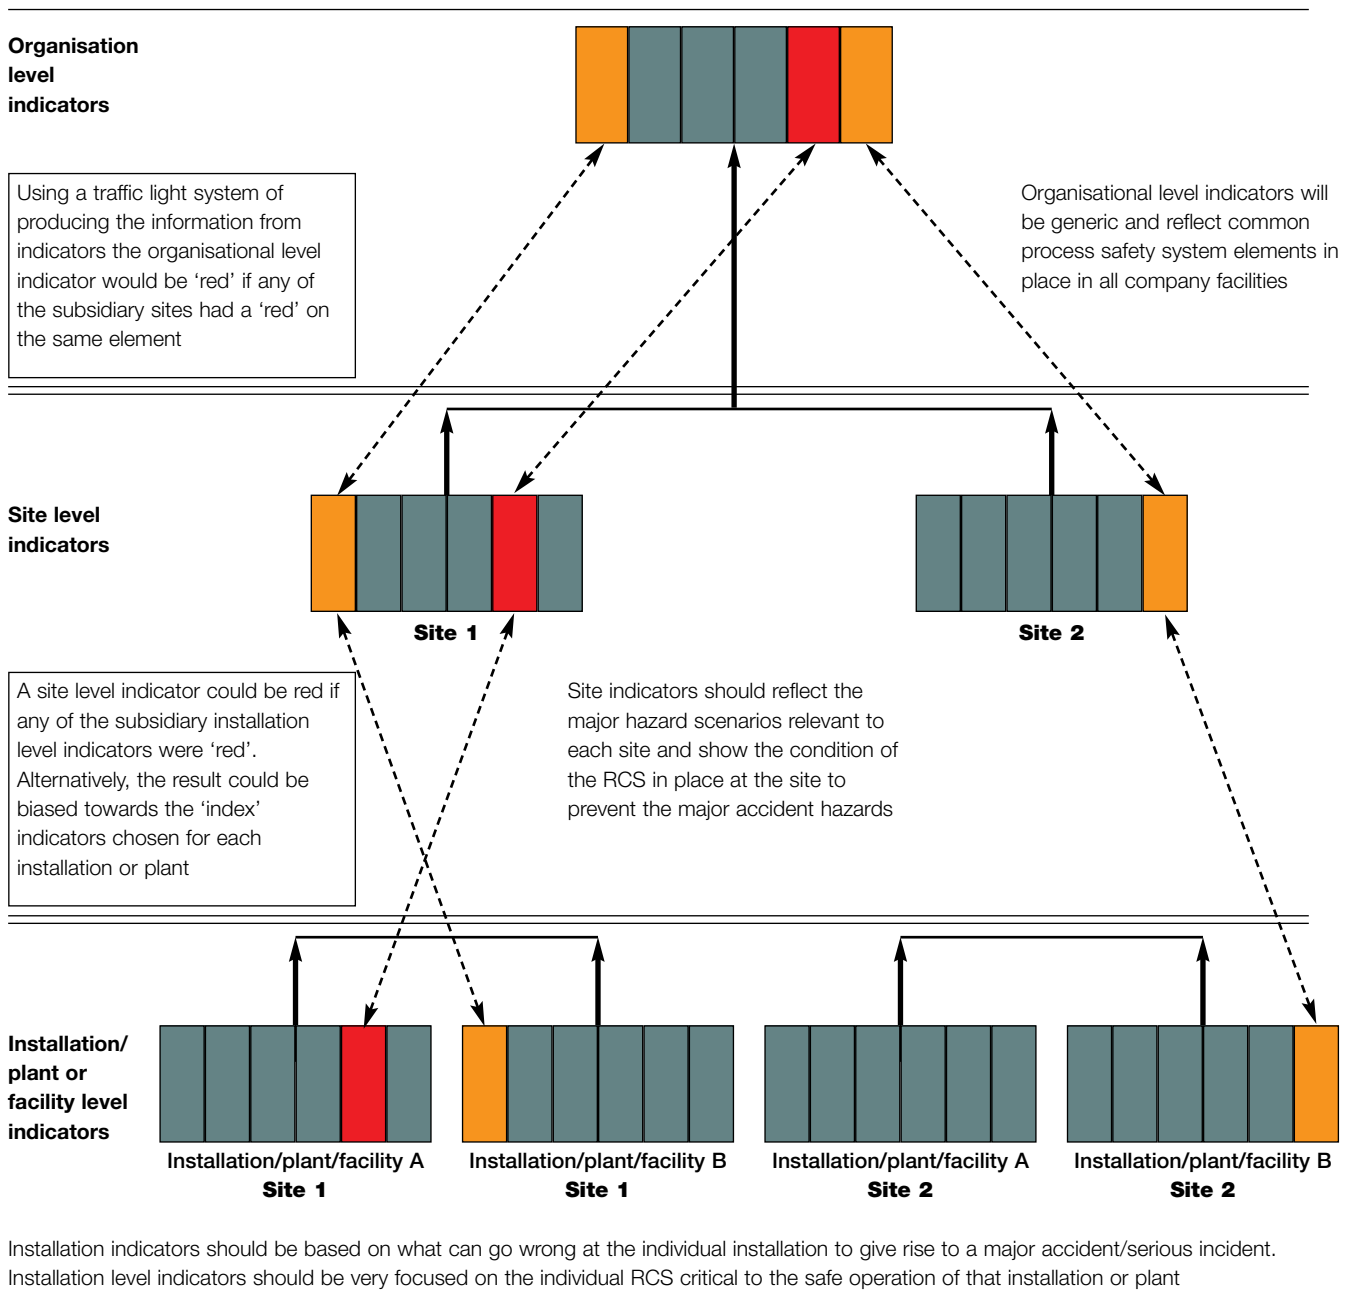 Organisation
level
indicators
Using a traffic light system of
producing the information from
indicators the organisational level
indicator would be ‘red’ if any of
the subsidiary sites had a ‘red’ on
the same element
Organisational level indicators will
be generic and reflect common
process safety system elements in
place in all company facilities
Site level
indicators
Site 1
Site 2
A site level indicator could be red if
any of the subsidiary installation
level indicators were ‘red’.
Alternatively, the result could be
biased towards the ‘index’
indicators chosen for each
installation or plant
Site indicators should reflect the
major hazard scenarios relevant to
each site and show the condition of
the RCS in place at the site to
prevent the major accident hazards
Installation/
plant or
facility level
indicators
Installation/plant/facility A
Site 1
Installation/plant/facility B
Site 1
Installation/plant/facility A
Site 2
Installation/plant/facility B
Site 2
Installation indicators should be based on what can go wrong at the individual installation to give rise to a major accident/serious incident.
Installation level indicators should be very focused on the individual RCS critical to the safe operation of that installation or plant